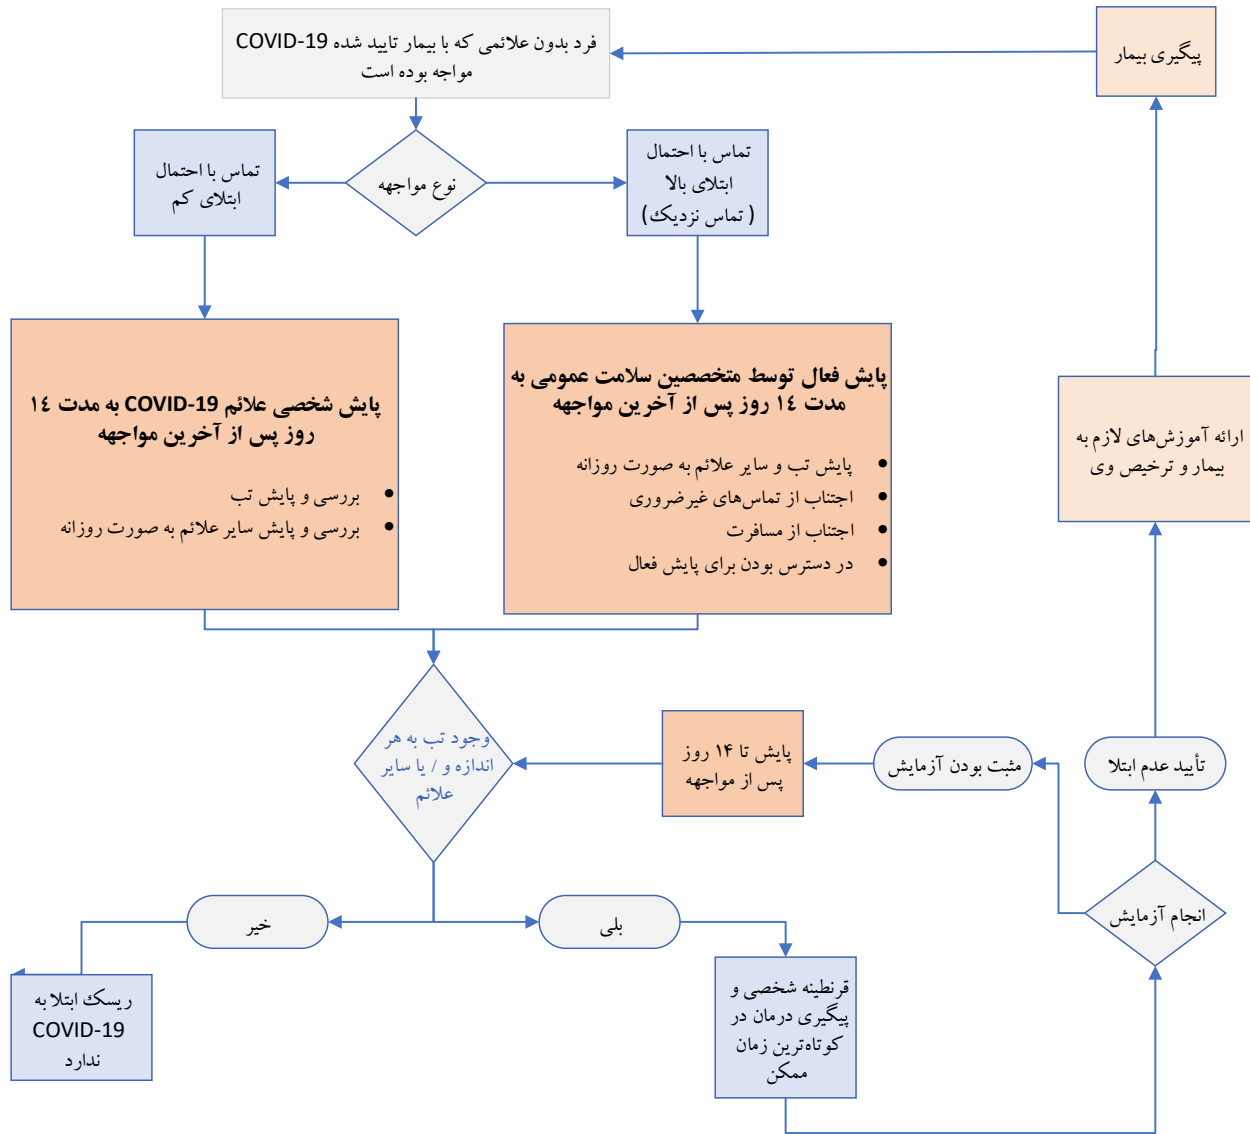 فرد بدون علائمی که با بیمار تایید شده COVID-19
مواجه بوده است
پیگیری بیمار
تماس با احتمال
ابتلای بالا
( تماس نزدیک)
نوع مواجهه
تماس با احتمال
ابتلای کم
پایش فعال توسط متخصصین سلامت عمومی به
مدت ١٤ روز پس از آخرین مواجهه
• پایش تب و سایر علائم به صورت روزانه
• اجتناب از تماس‌های غیرضروری
• اجتناب از مسافرت
• در دسترس بودن برای پایش فعال
پایش شخصی علائم COVID-19 به مدت ١٤
روز پس از آخرین مواجهه
• بررسی و پایش تب
• بررسی و پایش سایر علائم به صورت روزانه
ارائه آموزش‌های لازم به
بیمار و ترخیص وی
وجود تب به هر
اندازه و / یا سایر
علائم
پایش تا ۱۴ روز
پس از مواجهه
مثبت بودن آزمایش
تأیید عدم ابتلا
انجام آزمایش
بلی
خیر
قرنطینه شخصی و
پیگیری درمان در
کوتاه‌ترین زمان
ممکن
ریسک ابتلا به
COVID-19
ندارد